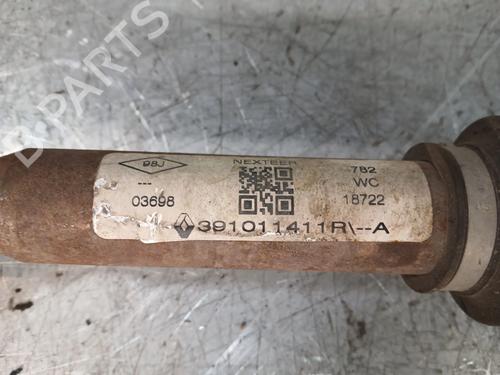 B-PARTS
98J NEXTEER 782
--- WC
03698 18722
391011411R\--A